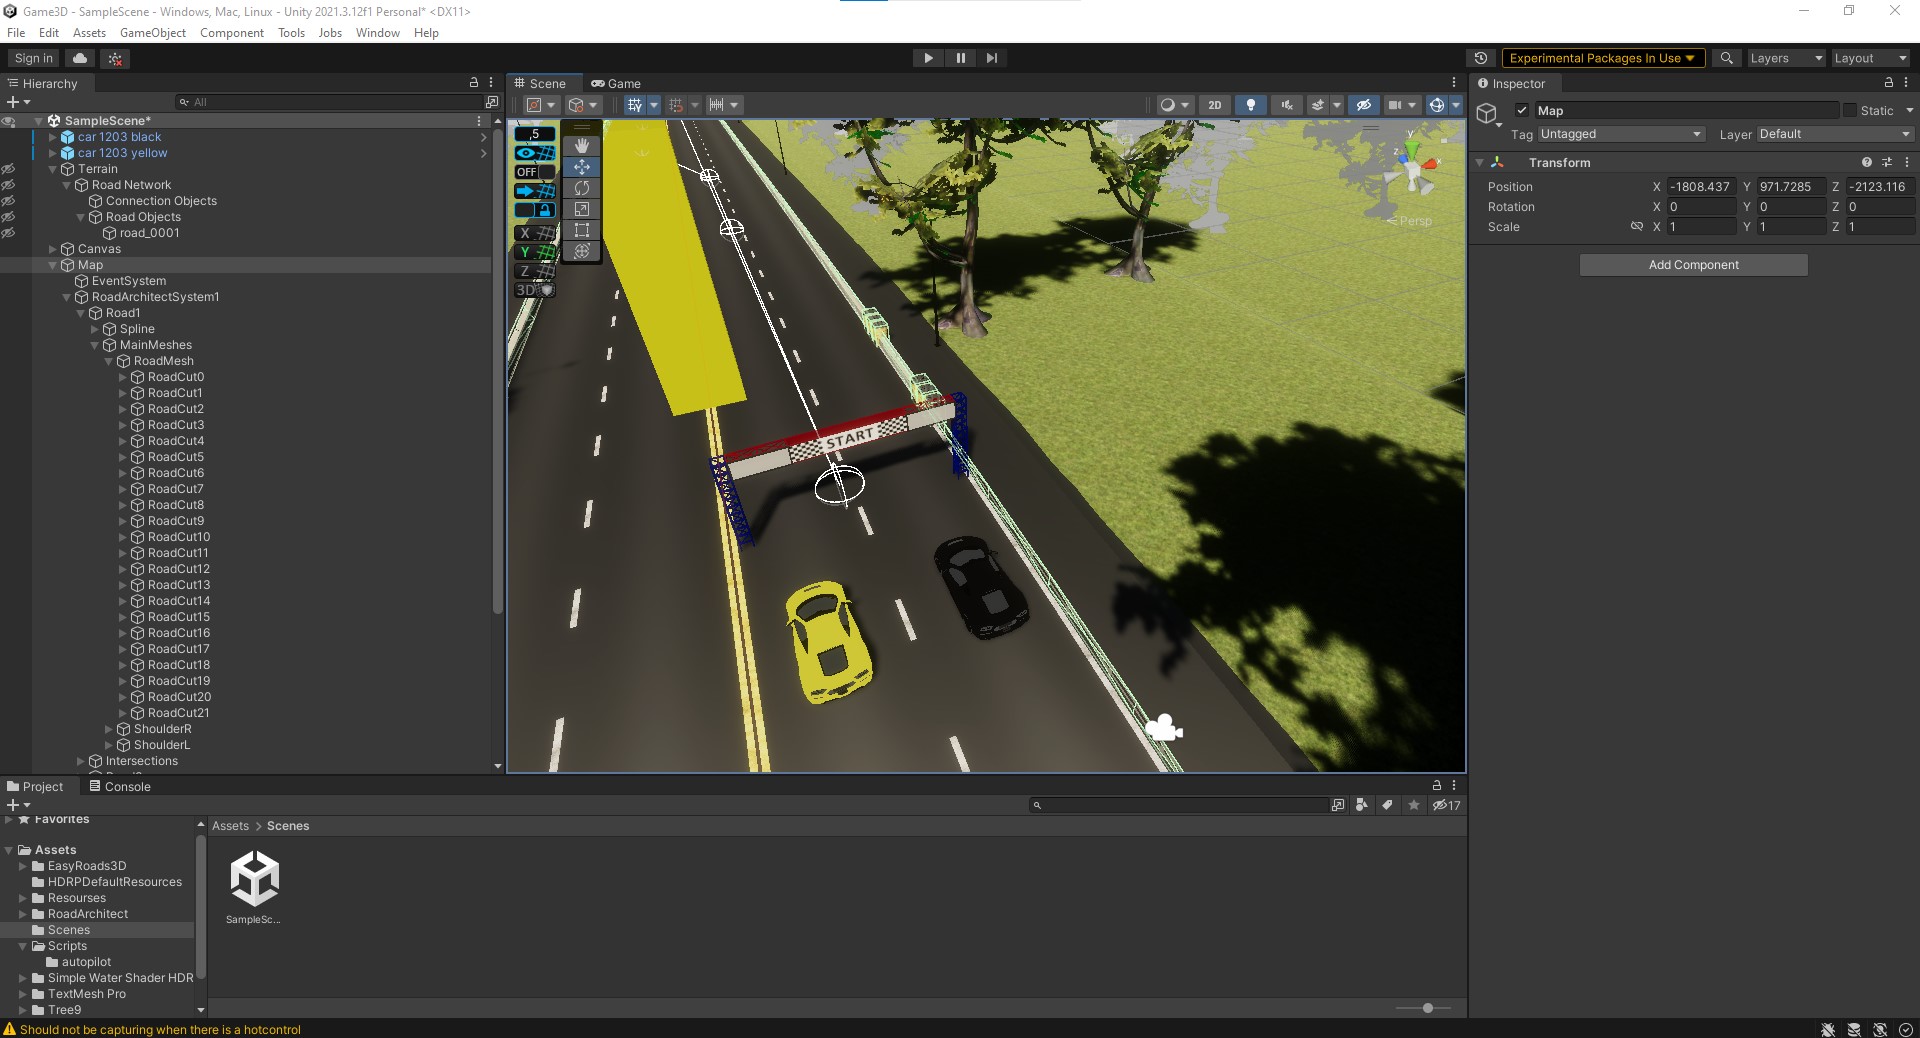 Game3D - SampleScene - Windows, Mac, Linux - Unity 2021.3.12f1 Personal* <DX11>
File Edit Assets GameObject Component Tools Jobs Window Help
Sign in
Experimental Packages In Use
Layers
Layout
Hierarchy
All
SampleScene*
car 1203 black
car 1203 yellow
Terrain
Road Network
Connection Objects
Road Objects
road_0001
Canvas
Map
EventSystem
RoadArchitectSystem1
Road1
Spline
MainMeshes
RoadMesh
RoadCut0
RoadCut1
RoadCut2
RoadCut3
RoadCut4
RoadCut5
RoadCut6
RoadCut7
RoadCut8
RoadCut9
RoadCut10
RoadCut11
RoadCut12
RoadCut13
RoadCut14
RoadCut15
RoadCut16
RoadCut17
RoadCut18
RoadCut19
RoadCut20
RoadCut21
ShoulderR
ShoulderL
Intersections
Scene
Game
2D
,5
OFF
X
Y
Z
3D
y
z
x
Persp
START
Inspector
Map
Static
Tag Untagged
Layer Default
Transform
Position X -1808.437 Y 971.7285 Z -2123.116
Rotation X 0 Y 0 Z 0
Scale X 1 Y 1 Z 1
Add Component
Project
Console
17
Favorites
Assets
EasyRoads3D
HDRPDefaultResources
Resourses
RoadArchitect
Scenes
Scripts
autopilot
Simple Water Shader HDR
TextMesh Pro
Tree9
Assets > Scenes
SampleSc...
Should not be capturing when there is a hotcontrol